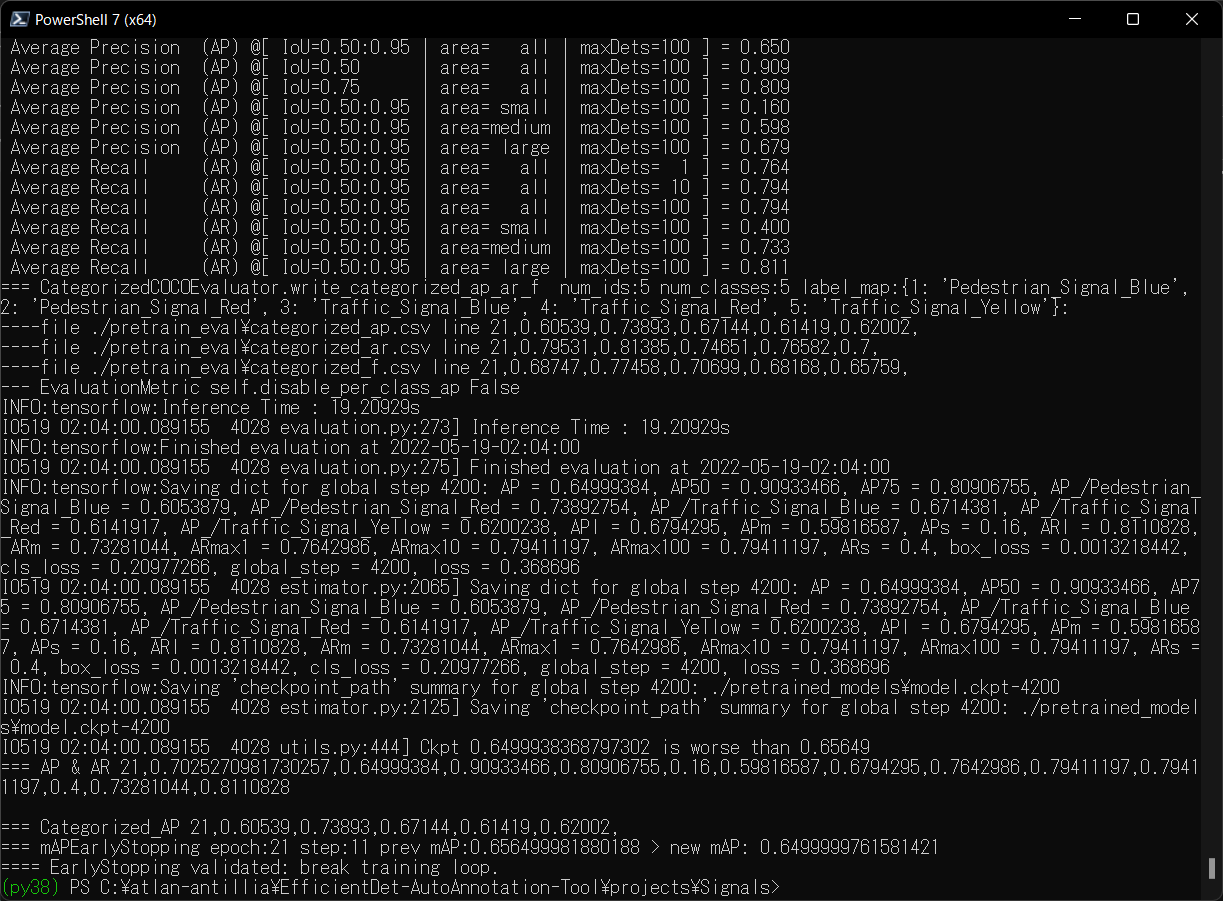 PowerShell 7 (x64)
Average Precision  (AP) @[ IoU=0.50:0.95 | area=   all | maxDets=100 ] = 0.650
Average Precision  (AP) @[ IoU=0.50      | area=   all | maxDets=100 ] = 0.909
Average Precision  (AP) @[ IoU=0.75      | area=   all | maxDets=100 ] = 0.809
Average Precision  (AP) @[ IoU=0.50:0.95 | area= small | maxDets=100 ] = 0.160
Average Precision  (AP) @[ IoU=0.50:0.95 | area=medium | maxDets=100 ] = 0.598
Average Precision  (AP) @[ IoU=0.50:0.95 | area= large | maxDets=100 ] = 0.679
Average Recall     (AR) @[ IoU=0.50:0.95 | area=   all | maxDets=  1 ] = 0.764
Average Recall     (AR) @[ IoU=0.50:0.95 | area=   all | maxDets= 10 ] = 0.794
Average Recall     (AR) @[ IoU=0.50:0.95 | area=   all | maxDets=100 ] = 0.794
Average Recall     (AR) @[ IoU=0.50:0.95 | area= small | maxDets=100 ] = 0.400
Average Recall     (AR) @[ IoU=0.50:0.95 | area=medium | maxDets=100 ] = 0.733
Average Recall     (AR) @[ IoU=0.50:0.95 | area= large | maxDets=100 ] = 0.811
=== CategorizedCOCOEvaluator.write_categorized_ap_ar_f  num_ids:5 num_classes:5 label_map:{1: 'Pedestrian_Signal_Blue',
2: 'Pedestrian_Signal_Red', 3: 'Traffic_Signal_Blue', 4: 'Traffic_Signal_Red', 5: 'Traffic_Signal_Yellow'}:
----file ./pretrain_eval¥categorized_ap.csv line 21,0.60539,0.73893,0.67144,0.61419,0.62002,
----file ./pretrain_eval¥categorized_ar.csv line 21,0.79531,0.81385,0.74651,0.76582,0.7,
----file ./pretrain_eval¥categorized_f.csv line 21,0.68747,0.77458,0.70699,0.68168,0.65759,
--- EvaluationMetric self.disable_per_class_ap False
INFO:tensorflow:Inference Time : 19.20929s
I0519 02:04:00.089155  4028 evaluation.py:273] Inference Time : 19.20929s
INFO:tensorflow:Finished evaluation at 2022-05-19-02:04:00
I0519 02:04:00.089155  4028 evaluation.py:275] Finished evaluation at 2022-05-19-02:04:00
INFO:tensorflow:Saving dict for global step 4200: AP = 0.64999384, AP50 = 0.90933466, AP75 = 0.80906755, AP_/Pedestrian_
Signal_Blue = 0.6053879, AP_/Pedestrian_Signal_Red = 0.73892754, AP_/Traffic_Signal_Blue = 0.6714381, AP_/Traffic_Signal
_Red = 0.6141917, AP_/Traffic_Signal_Yellow = 0.6200238, APl = 0.6794295, APm = 0.59816587, APs = 0.16, ARl = 0.8110828,
ARm = 0.73281044, ARmax1 = 0.7642986, ARmax10 = 0.79411197, ARmax100 = 0.79411197, ARs = 0.4, box_loss = 0.0013218442,
cls_loss = 0.20977266, global_step = 4200, loss = 0.368696
I0519 02:04:00.089155  4028 estimator.py:2065] Saving dict for global step 4200: AP = 0.64999384, AP50 = 0.90933466, AP7
5 = 0.80906755, AP_/Pedestrian_Signal_Blue = 0.6053879, AP_/Pedestrian_Signal_Red = 0.73892754, AP_/Traffic_Signal_Blue
= 0.6714381, AP_/Traffic_Signal_Red = 0.6141917, AP_/Traffic_Signal_Yellow = 0.6200238, APl = 0.6794295, APm = 0.5981658
7, APs = 0.16, ARl = 0.8110828, ARm = 0.73281044, ARmax1 = 0.7642986, ARmax10 = 0.79411197, ARmax100 = 0.79411197, ARs =
0.4, box_loss = 0.0013218442, cls_loss = 0.20977266, global_step = 4200, loss = 0.368696
INFO:tensorflow:Saving 'checkpoint_path' summary for global step 4200: ./pretrained_models¥model.ckpt-4200
I0519 02:04:00.089155  4028 estimator.py:2125] Saving 'checkpoint_path' summary for global step 4200: ./pretrained_model
s¥model.ckpt-4200
I0519 02:04:00.089155  4028 utils.py:444] Ckpt 0.6499938368797302 is worse than 0.65649
=== AP & AR 21,0.7025270981730257,0.64999384,0.90933466,0.80906755,0.16,0.59816587,0.6794295,0.7642986,0.79411197,0.7941
1197,0.4,0.73281044,0.8110828
=== Categorized_AP 21,0.60539,0.73893,0.67144,0.61419,0.62002,
=== mAPEarlyStopping epoch:21 step:11 prev mAP:0.656499981880188 > new mAP: 0.6499999761581421
==== EarlyStopping validated: break training loop.
(py38) PS C:¥atlan-antillia¥EfficientDet-AutoAnnotation-Tool¥projects¥Signals>